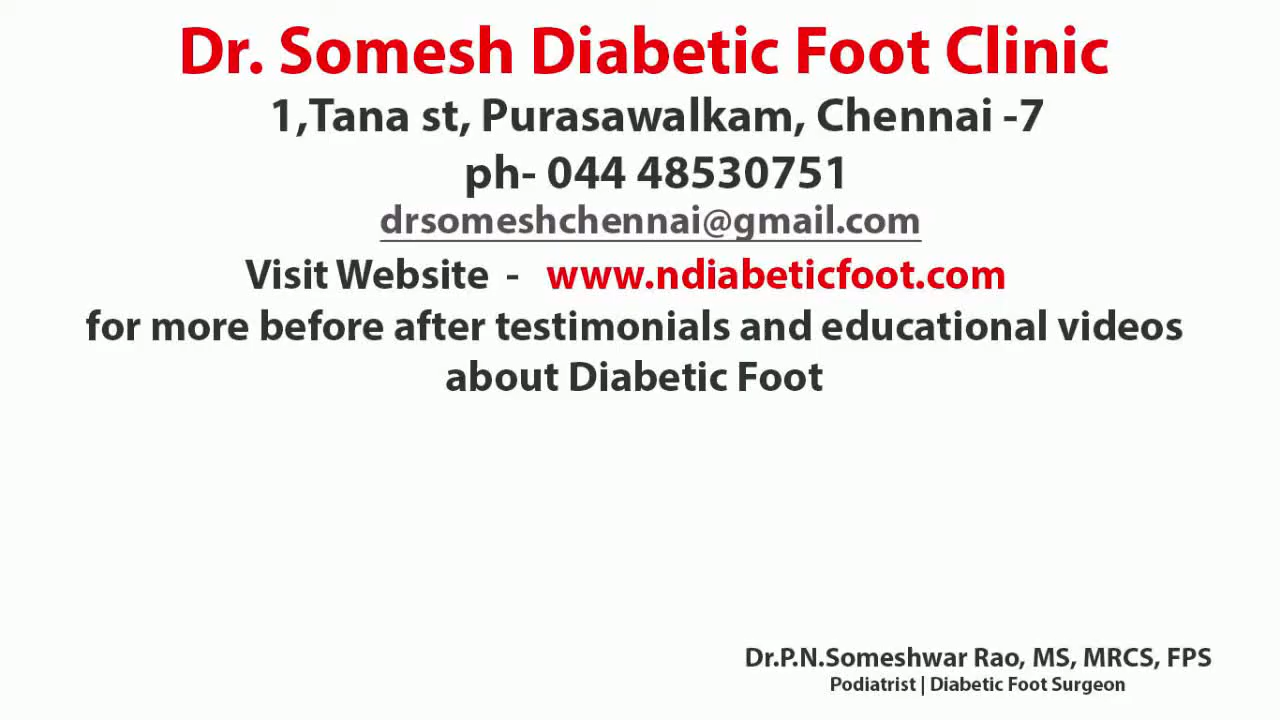 Dr. Somesh Diabetic Foot Clinic
1,Tana st, Purasawalkam, Chennai -7
ph- 044 48530751
drsomeshchennai@gmail.com
Visit Website - www.ndiabeticfoot.com
for more before after testimonials and educational videos
about Diabetic Foot
Dr.P.N.Someshwar Rao, MS, MRCS, FPS
Podiatrist | Diabetic Foot Surgeon